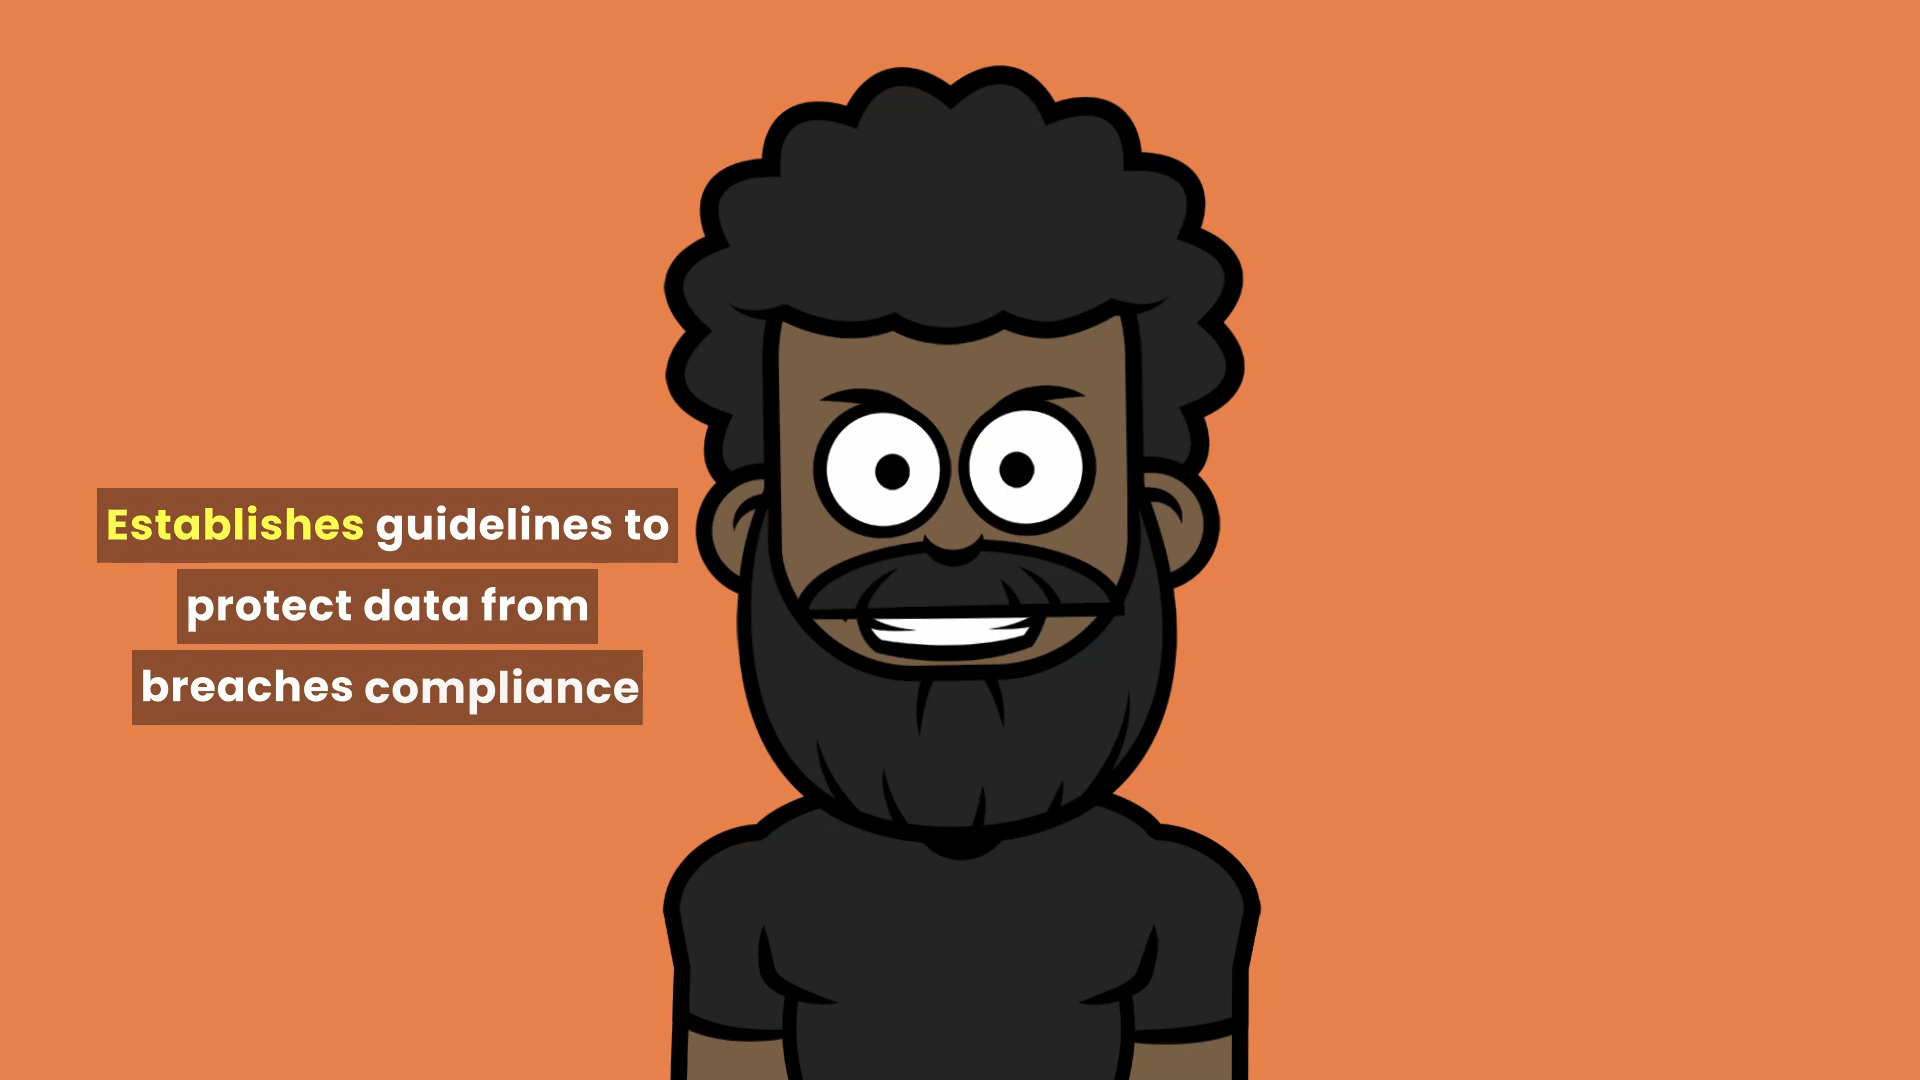 Establishes guidelines to
protect data from
breaches compliance